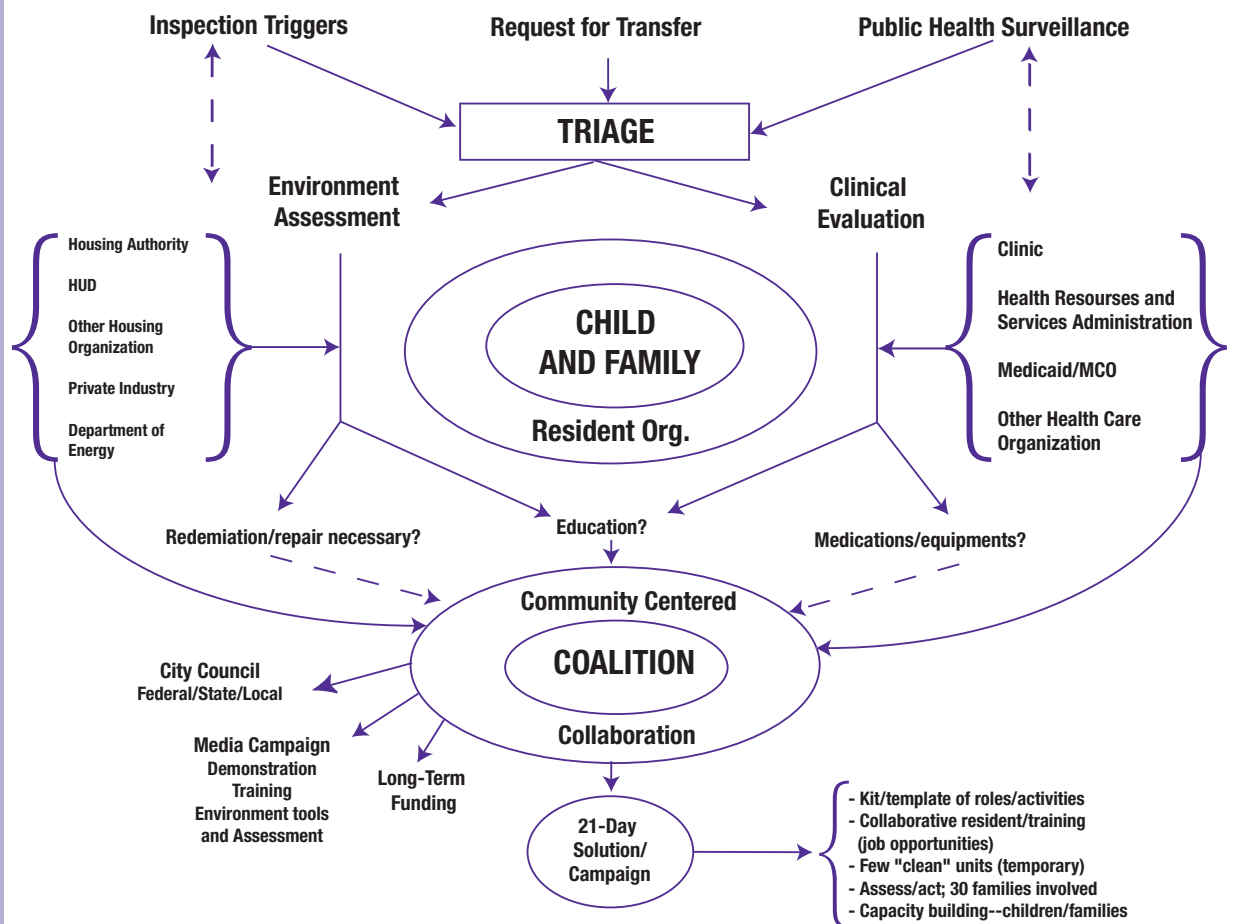 Inspection Triggers
Request for Transfer
Public Health Surveillance
TRIAGE
Environment
Assessment
Clinical
Evaluation
Housing Authority
HUD
Other Housing
Organization
Private Industry
Department of
Energy
CHILD
AND FAMILY
Resident Org.
Clinic
Health Resourses and
Services Administration
Medicaid/MCO
Other Health Care
Organization
Redemiation/repair necessary?
Education?
Medications/equipments?
Community Centered
COALITION
Collaboration
City Council
Federal/State/Local
Media Campaign
Demonstration
Training
Environment tools
and Assessment
Long-Term
Funding
21-Day
Solution/
Campaign
- Kit/template of roles/activities
- Collaborative resident/training
(job opportunities)
- Few "clean" units (temporary)
- Assess/act; 30 families involved
- Capacity building--children/families